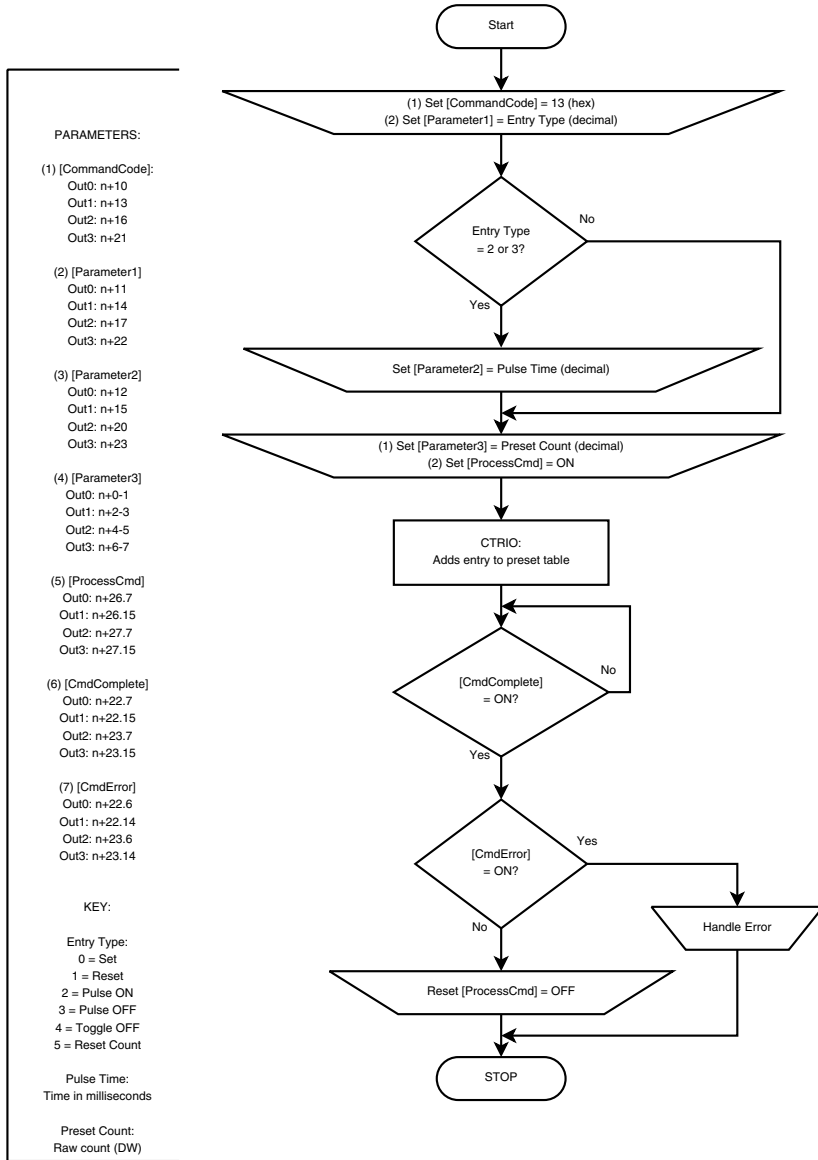 Start
(1) Set [CommandCode] = 13 (hex)
(2) Set [Parameter1] = Entry Type (decimal)
Entry Type
= 2 or 3?
No
Yes
Set [Parameter2] = Pulse Time (decimal)
(1) Set [Parameter3] = Preset Count (decimal)
(2) Set [ProcessCmd] = ON
CTRIO:
Adds entry to preset table
[CmdComplete]
= ON?
No
Yes
[CmdError]
= ON?
Yes
No
Handle Error
Reset [ProcessCmd] = OFF
STOP
PARAMETERS:
(1) [CommandCode]:
Out0: n+10
Out1: n+13
Out2: n+16
Out3: n+21
(2) [Parameter1]
Out0: n+11
Out1: n+14
Out2: n+17
Out3: n+22
(3) [Parameter2]
Out0: n+12
Out1: n+15
Out2: n+20
Out3: n+23
(4) [Parameter3]
Out0: n+0-1
Out1: n+2-3
Out2: n+4-5
Out3: n+6-7
(5) [ProcessCmd]
Out0: n+26.7
Out1: n+26.15
Out2: n+27.7
Out3: n+27.15
(6) [CmdComplete]
Out0: n+22.7
Out1: n+22.15
Out2: n+23.7
Out3: n+23.15
(7) [CmdError]
Out0: n+22.6
Out1: n+22.14
Out2: n+23.6
Out3: n+23.14
KEY:
Entry Type:
0 = Set
1 = Reset
2 = Pulse ON
3 = Pulse OFF
4 = Toggle OFF
5 = Reset Count
Pulse Time:
Time in milliseconds
Preset Count:
Raw count (DW)